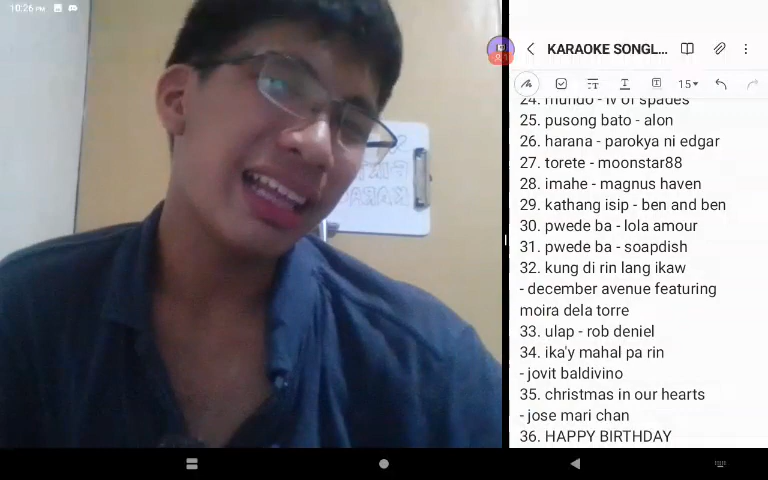 10:26 PM
KARAOKE SONGL...
15
24. mundo - iv of spades
25. pusong bato - alon
26. harana - parokya ni edgar
27. torete - moonstar88
28. imahe - magnus haven
29. kathang isip - ben and ben
30. pwede ba - lola amour
31. pwede ba - soapdish
32. kung di rin lang ikaw
- december avenue featuring
moira dela torre
33. ulap - rob deniel
34. ika'y mahal pa rin
- jovit baldivino
35. christmas in our hearts
- jose mari chan
36. HAPPY BIRTHDAY